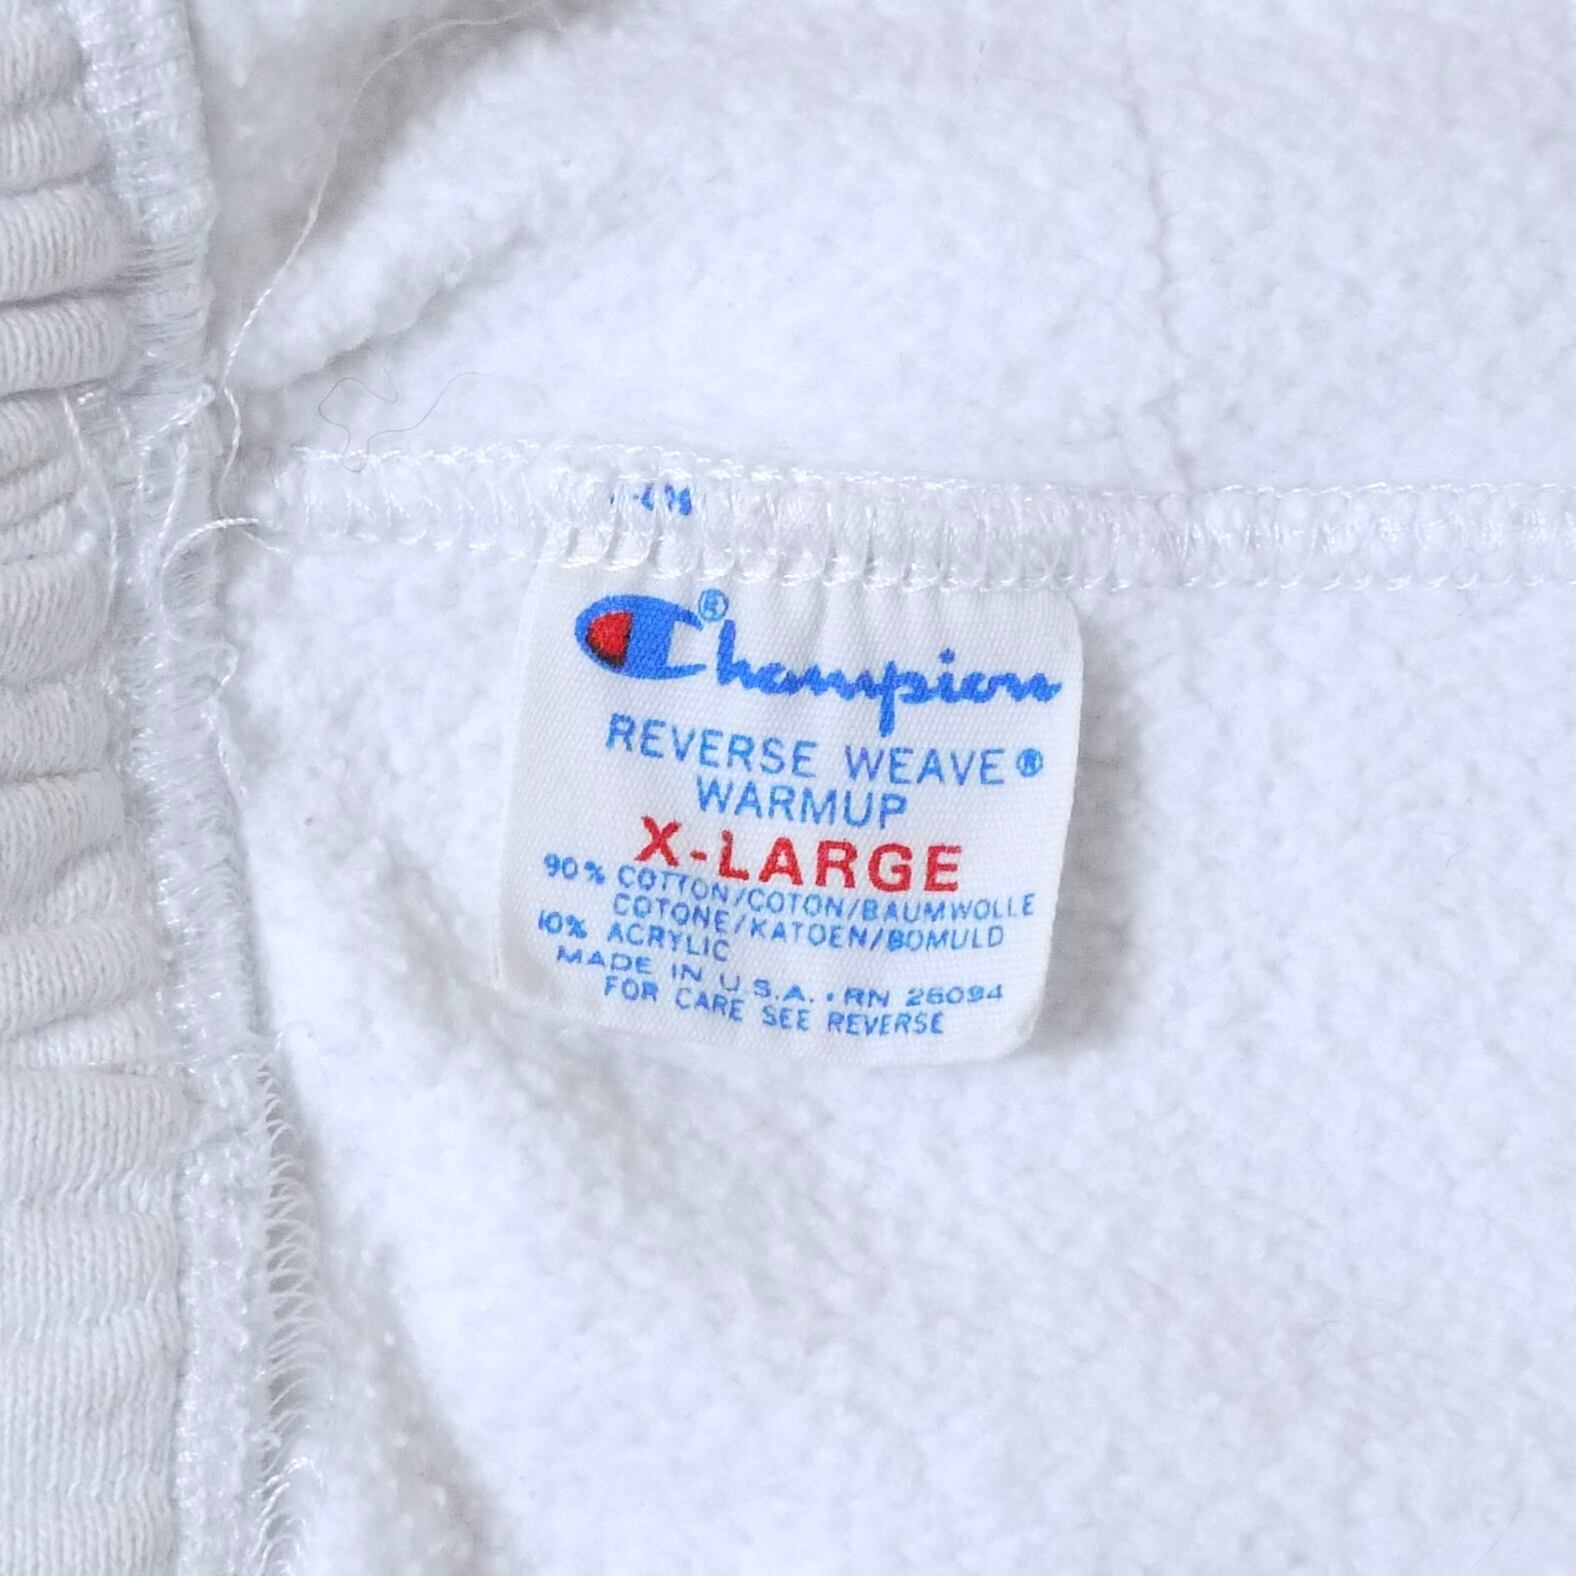 Champion®
REVERSE WEAVE®
WARMUP
X-LARGE
90% COTTON/COTON/BAUMWOLLE
COTONE/KATOEN/BOMULD
10% ACRYLIC
MADE IN U.S.A. • RN 26094
FOR CARE SEE REVERSE